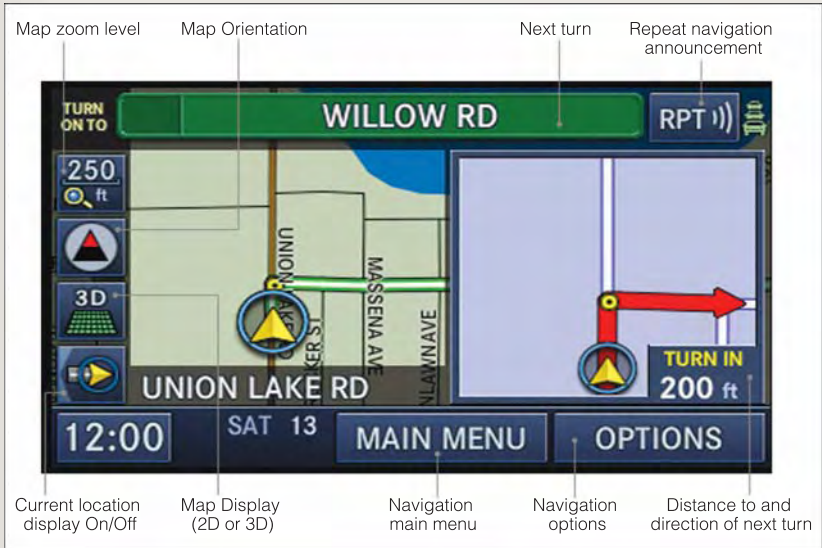 Map zoom level
Map Orientation
Next turn
Repeat navigation
announcement
TURN
ON TO
WILLOW RD
RPT
250
ft
3D
UNION LAKE RD
MASSENA AVE
KER ST
NLAWNAVE
UNION LAKE RD
TURN IN
200 ft
12:00
SAT 13
MAIN MENU
OPTIONS
Current location
display On/Off
Map Display
(2D or 3D)
Navigation
main menu
Navigation
options
Distance to and
direction of next turn